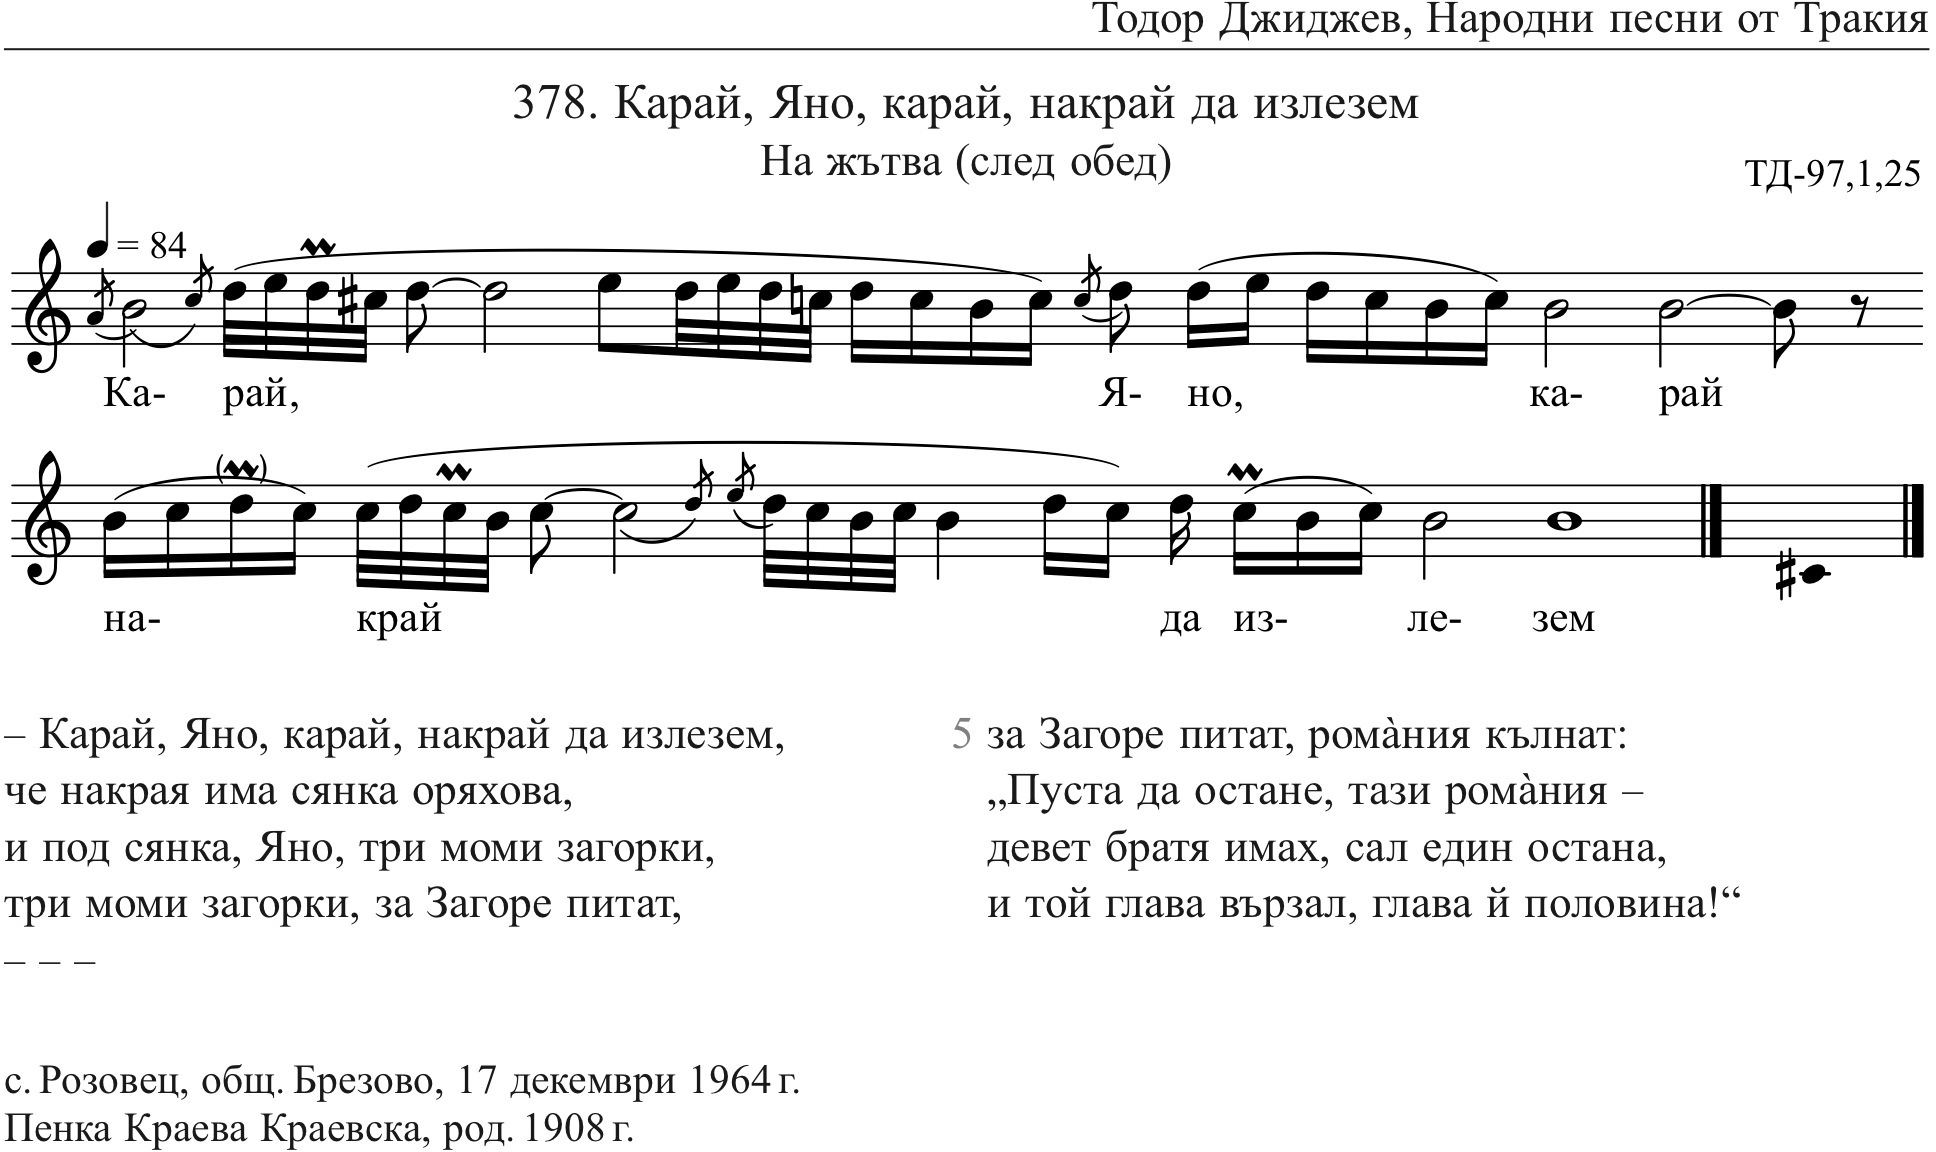 Тодор Джиджев, Народни песни от Тракия
378. Карай, Яно, карай, накрай да излезем
На жътва (след обед)
ТД-97,1,25
= 84
Ка- рай, Я- но, ка- рай
на- край да из- ле- зем
– Карай, Яно, карай, накрай да излезем,
че накрая има сянка оряхова,
и под сянка, Яно, три моми загорки,
три моми загорки, за Загоре питат,
– – –
5 за Загоре питат, рома̀ния кълнат:
„Пуста да остане, тази рома̀ния –
девет братя имах, сал един остана,
и той глава вързал, глава й половина!“
с. Розовец, общ. Брезово, 17 декември 1964 г.
Пенка Краева Краевска, род. 1908 г.